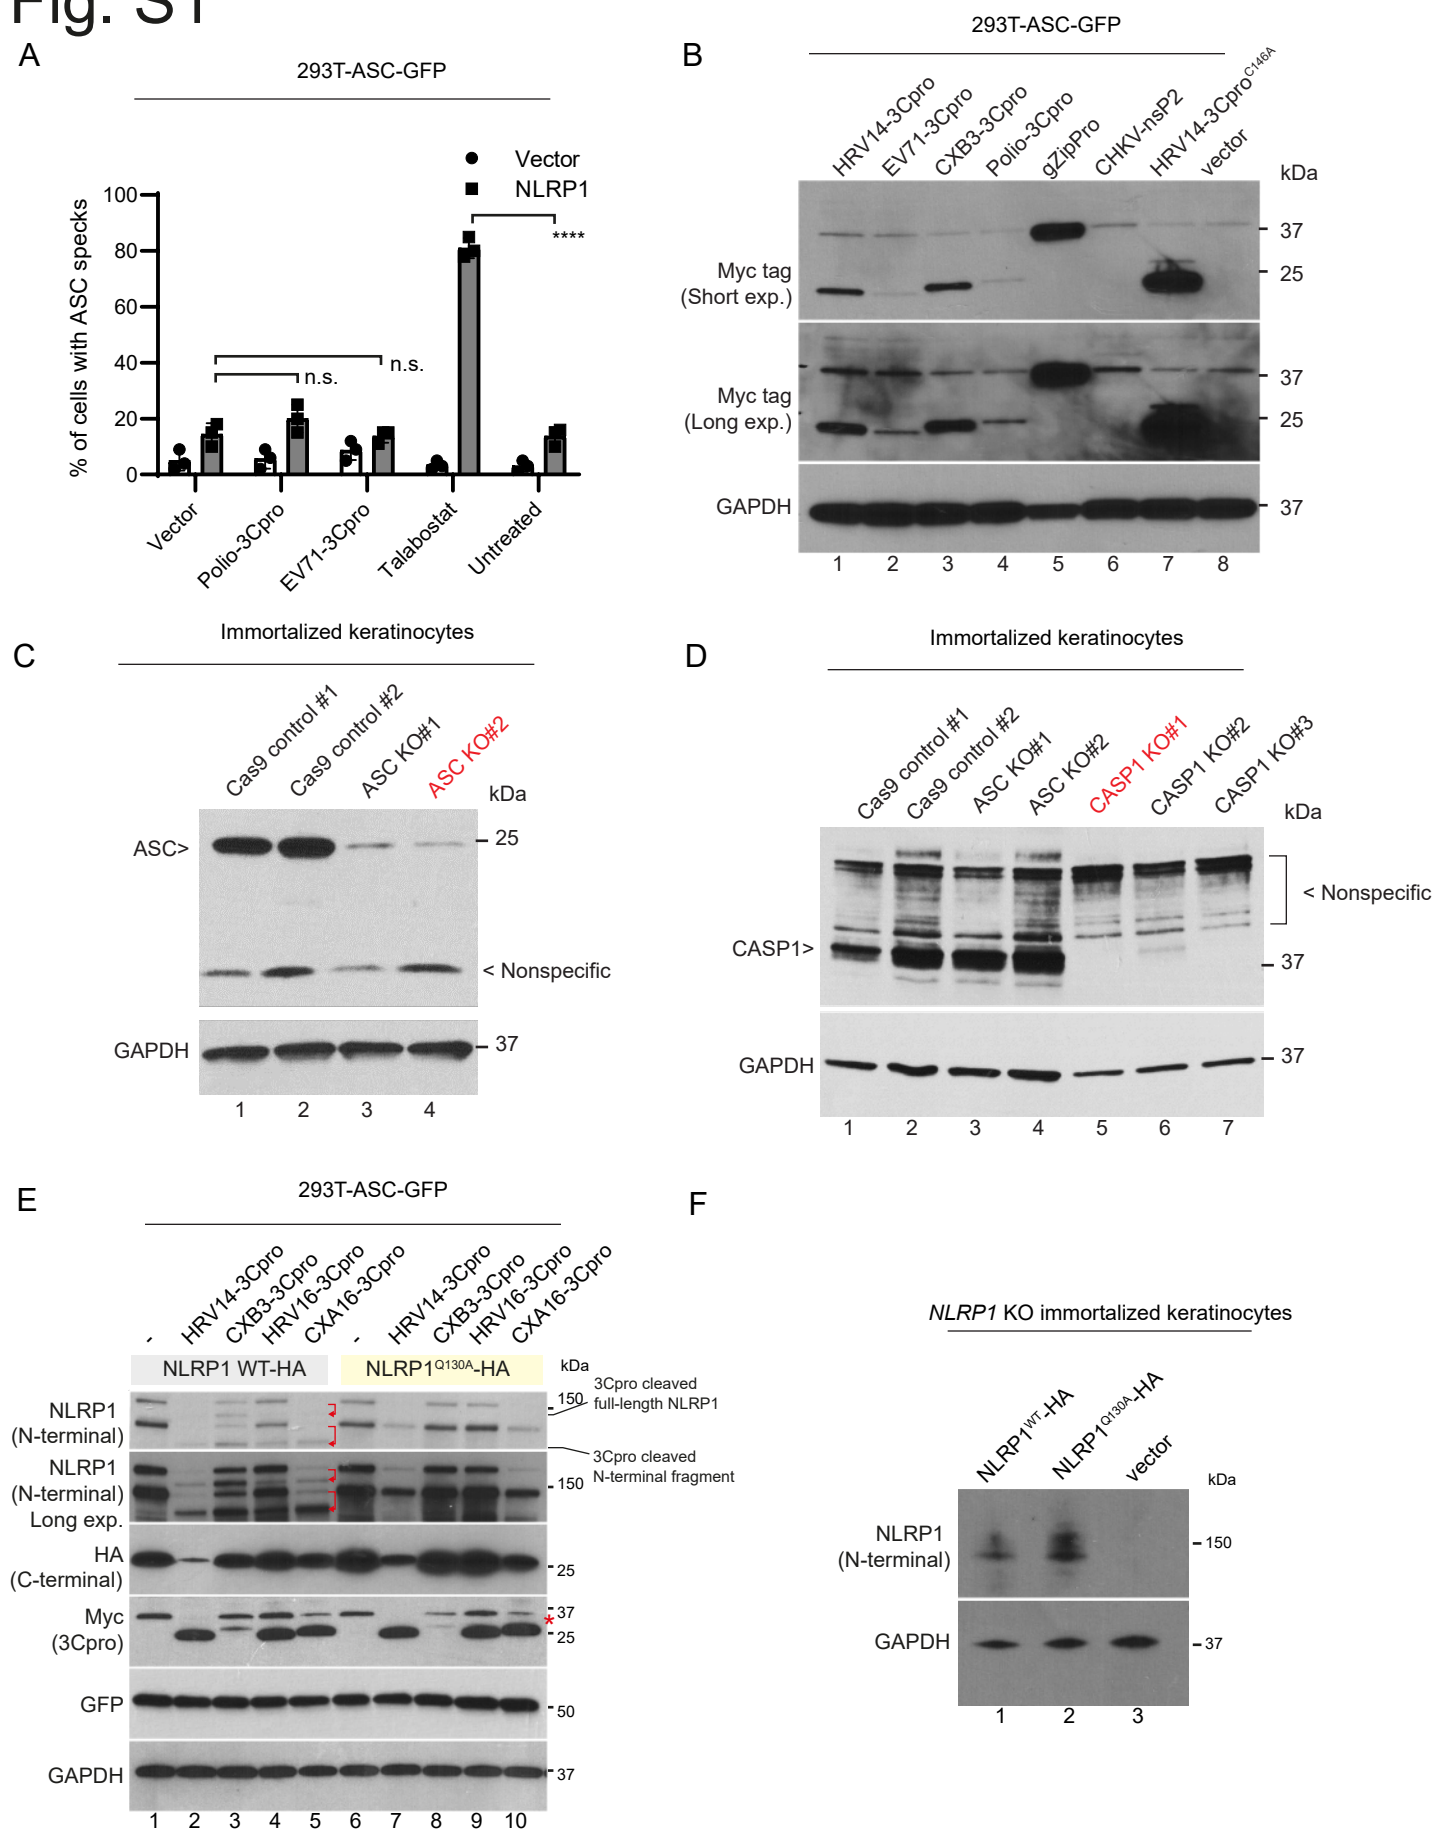 Fig. S1
A
293T-ASC-GFP
Vector
NLRP1
% of cells with ASC specks
100
80
60
40
20
0
n.s.
n.s.
****
Vector
Polio-3Cpro
EV71-3Cpro
Talabostat
Untreated
B
293T-ASC-GFP
HRV14-3Cpro
EV71-3Cpro
CXB3-3Cpro
Polio-3Cpro
gZipPro
CHKV-nsP2
HRV14-3Cpro^C146A
vector
kDa
Myc tag
(Short exp.)
37
25
Myc tag
(Long exp.)
37
25
GAPDH
37
1 2 3 4 5 6 7 8
C
Immortalized keratinocytes
Cas9 control #1
Cas9 control #2
ASC KO#1
ASC KO#2
kDa
ASC>
25
< Nonspecific
GAPDH
37
1 2 3 4
D
Immortalized keratinocytes
Cas9 control #1
Cas9 control #2
ASC KO#1
ASC KO#2
CASP1 KO#1
CASP1 KO#2
CASP1 KO#3
kDa
< Nonspecific
CASP1>
37
GAPDH
37
1 2 3 4 5 6 7
E
293T-ASC-GFP
-
HRV14-3Cpro
CXB3-3Cpro
HRV16-3Cpro
CXA16-3Cpro
-
HRV14-3Cpro
CXB3-3Cpro
HRV16-3Cpro
CXA16-3Cpro
NLRP1 WT-HA
NLRP1^Q130A-HA
kDa
NLRP1
(N-terminal)
150
3Cpro cleaved
full-length NLRP1
NLRP1
(N-terminal)
Long exp.
150
3Cpro cleaved
N-terminal fragment
HA
(C-terminal)
25
Myc
(3Cpro)
37
*
25
GFP
50
GAPDH
37
1 2 3 4 5 6 7 8 9 10
F
NLRP1 KO immortalized keratinocytes
NLRP1^WT-HA
NLRP1^Q130A-HA
vector
kDa
NLRP1
(N-terminal)
150
GAPDH
37
1 2 3